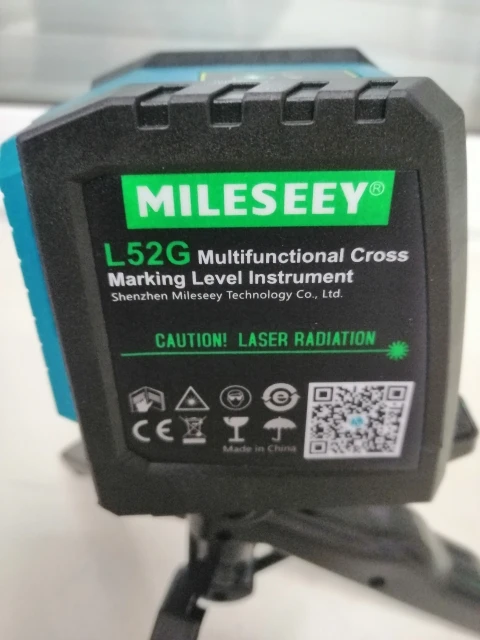 MILESEEY®
L52G Multifunctional Cross
Marking Level Instrument
Shenzhen Mileseey Technology Co., Ltd.
CAUTION! LASER RADIATION
CE
Made in China